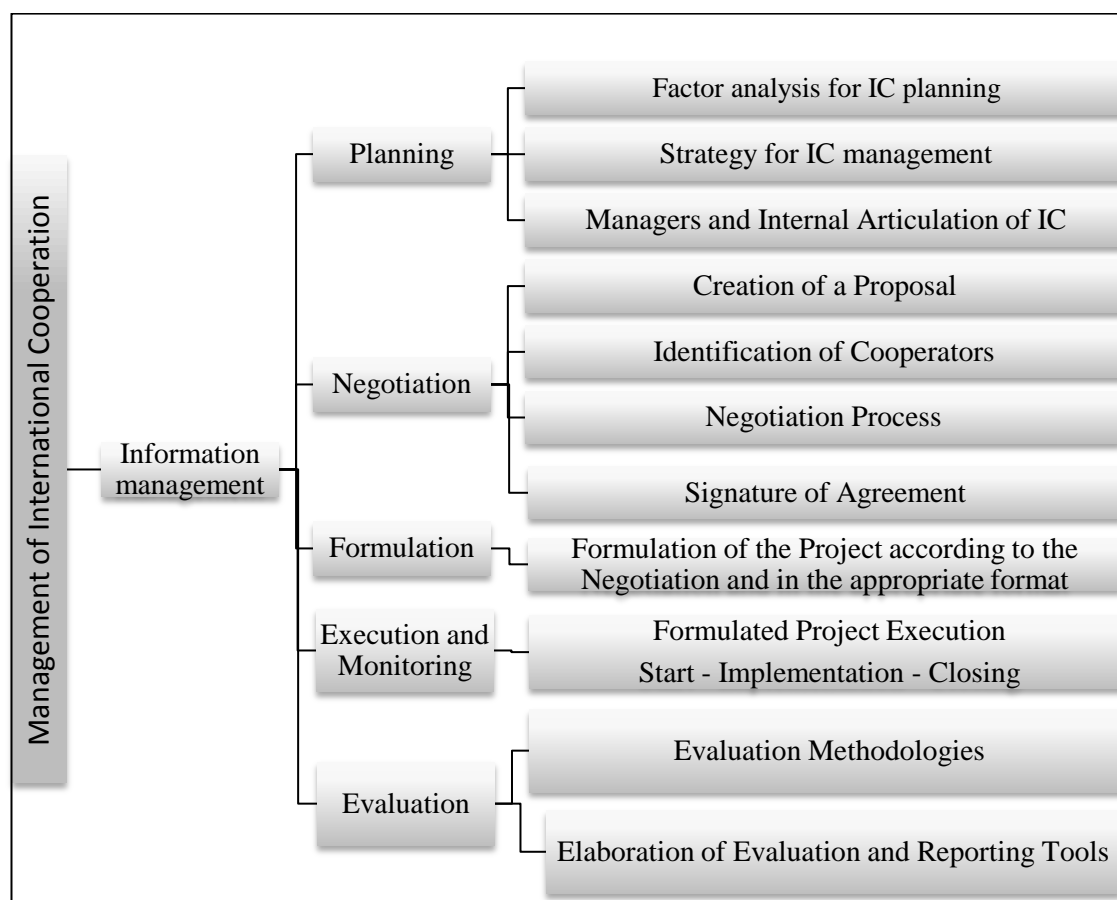 Management of International Cooperation
Information
management
Planning
Factor analysis for IC planning
Strategy for IC management
Managers and Internal Articulation of IC
Negotiation
Creation of a Proposal
Identification of Cooperators
Negotiation Process
Signature of Agreement
Formulation
Formulation of the Project according to the
Negotiation and in the appropriate format
Execution and
Monitoring
Formulated Project Execution
Start - Implementation - Closing
Evaluation
Evaluation Methodologies
Elaboration of Evaluation and Reporting Tools